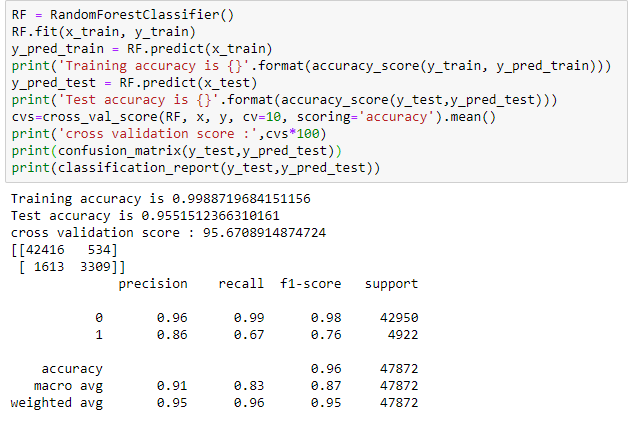 RF = RandomForestClassifier()
RF.fit(x_train, y_train)
y_pred_train = RF.predict(x_train)
print('Training accuracy is {}'.format(accuracy_score(y_train, y_pred_train)))
y_pred_test = RF.predict(x_test)
print('Test accuracy is {}'.format(accuracy_score(y_test,y_pred_test)))
cvs=cross_val_score(RF, x, y, cv=10, scoring='accuracy').mean()
print('cross validation score :',cvs*100)
print(confusion_matrix(y_test,y_pred_test))
print(classification_report(y_test,y_pred_test))
Training accuracy is 0.9988719684151156
Test accuracy is 0.9551512366310161
cross validation score : 95.6708914874724
[[42416   534]
 [ 1613  3309]]
              precision    recall  f1-score   support
           0       0.96      0.99      0.98     42950
           1       0.86      0.67      0.76      4922
    accuracy                           0.96     47872
   macro avg       0.91      0.83      0.87     47872
weighted avg       0.95      0.96      0.95     47872